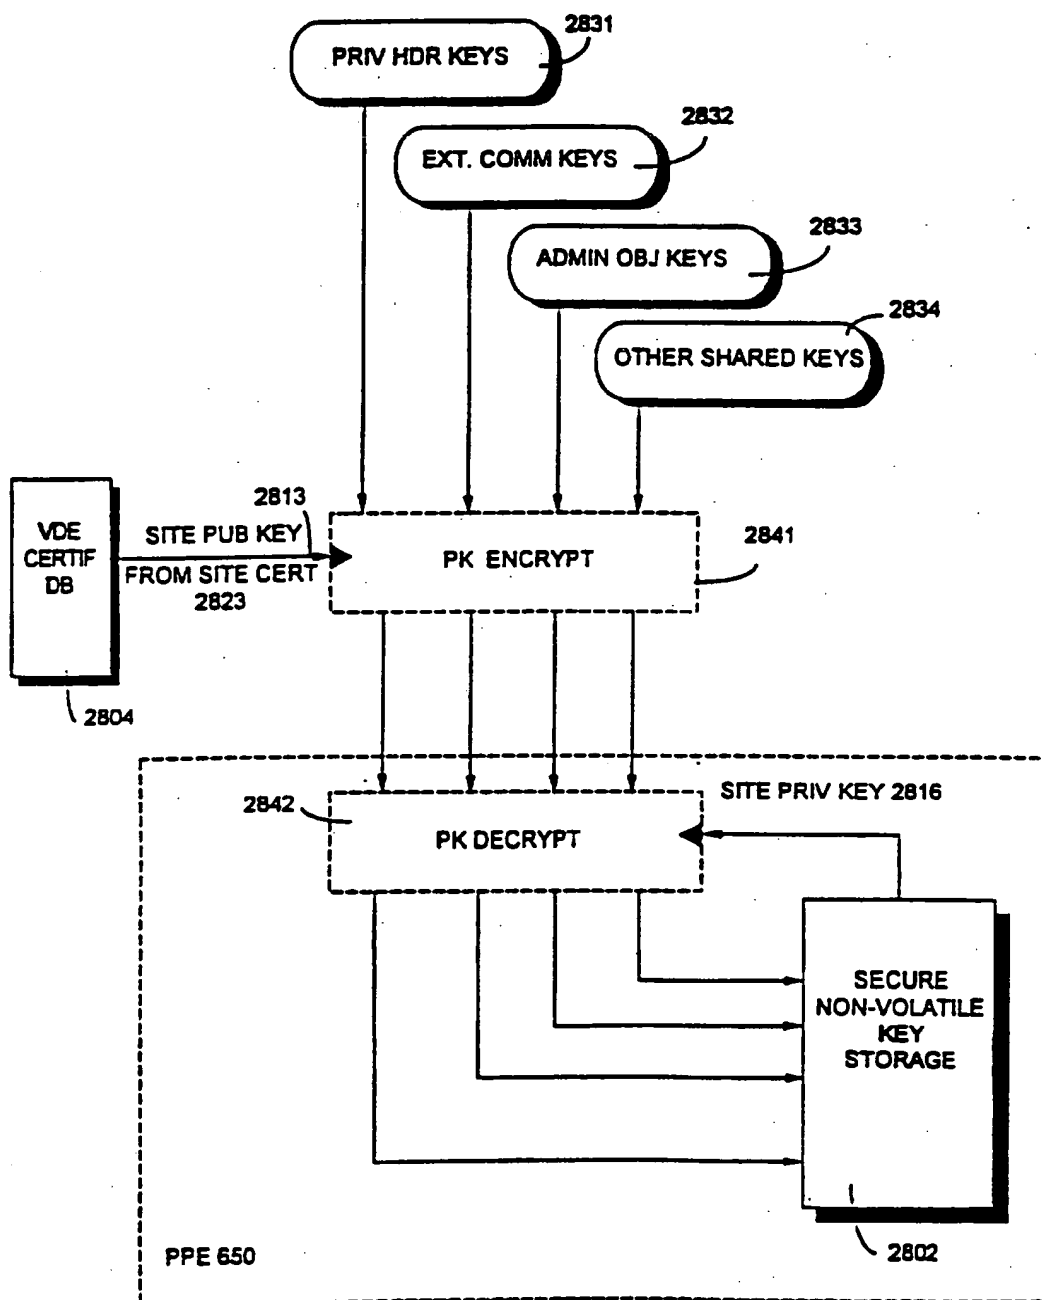 2831
PRIV HDR KEYS
2832
EXT. COMM KEYS
2833
ADMIN OBJ KEYS
2834
OTHER SHARED KEYS
VDE
CERTIF
DB
2804
2813
SITE PUB KEY
FROM SITE CERT
2823
PK ENCRYPT
2841
2842
PK DECRYPT
SITE PRIV KEY 2816
SECURE
NON-VOLATILE
KEY
STORAGE
2802
PPE 650